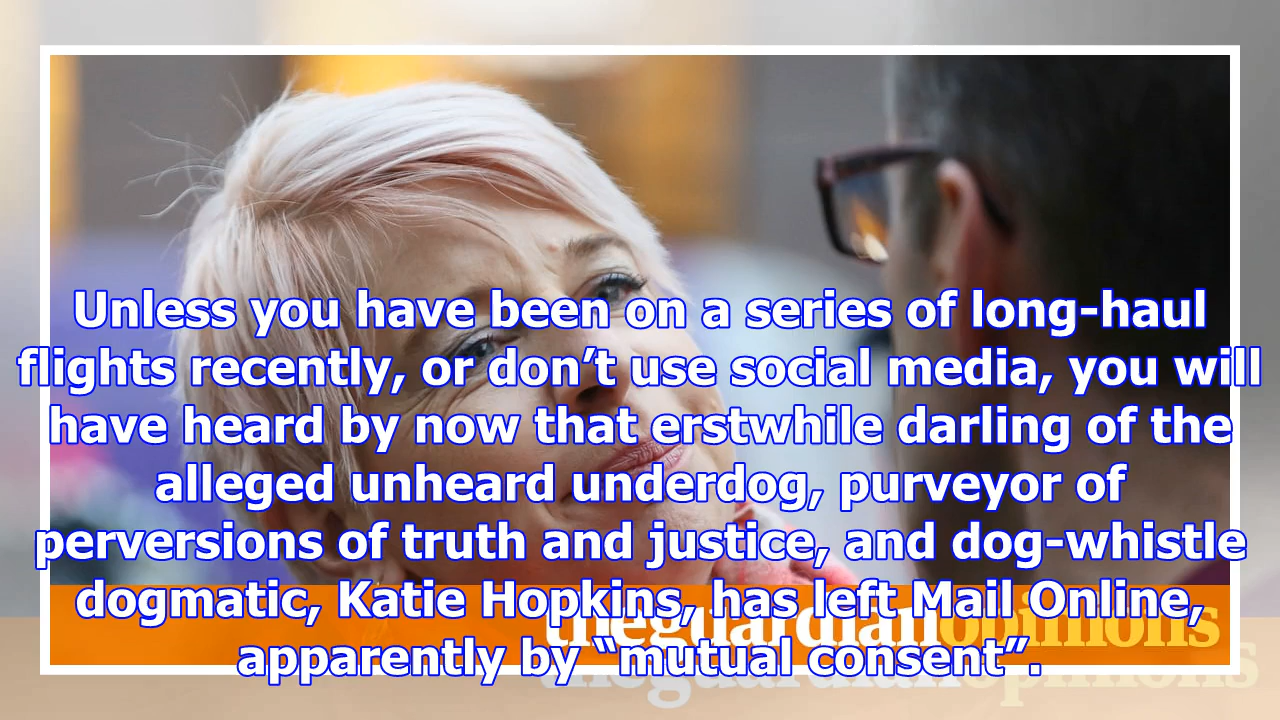 Unless you have been on a series of long-haul
flights recently, or don’t use social media, you will
have heard by now that erstwhile darling of the
alleged unheard underdog, purveyor of
perversions of truth and justice, and dog-whistle
dogmatic, Katie Hopkins, has left Mail Online,
theguardianopinions
apparently by “mutual consent”.
theguardianopinions